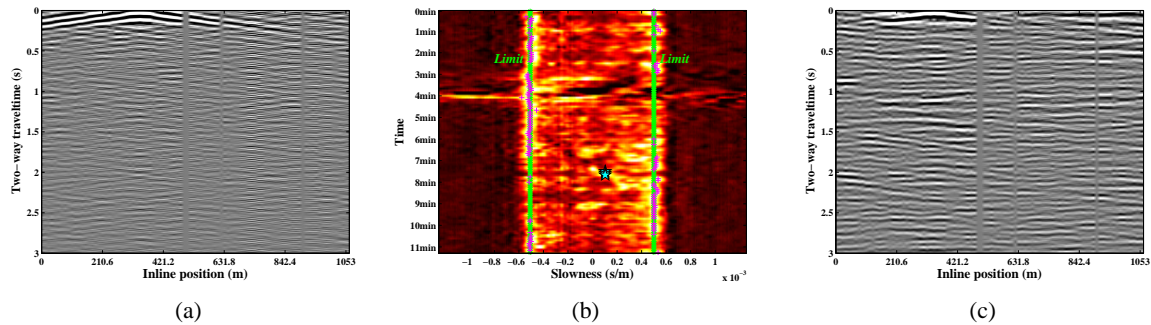 0
0.5
1
1.5
2
2.5
3
Two−way traveltime (s)
0 210.6 421.2 631.8 842.4 1053
Inline position (m)
(a)
0min
1min
2min
3min
4min
5min
6min
7min
8min
9min
10min
11min
Time
Limit Limit
−1 −0.8 −0.6 −0.4 −0.2 0 0.2 0.4 0.6 0.8 1
Slowness (s/m)
x 10⁻³
(b)
0
0.5
1
1.5
2
2.5
3
Two−way traveltime (s)
0 210.6 421.2 631.8 842.4 1053
Inline position (m)
(c)